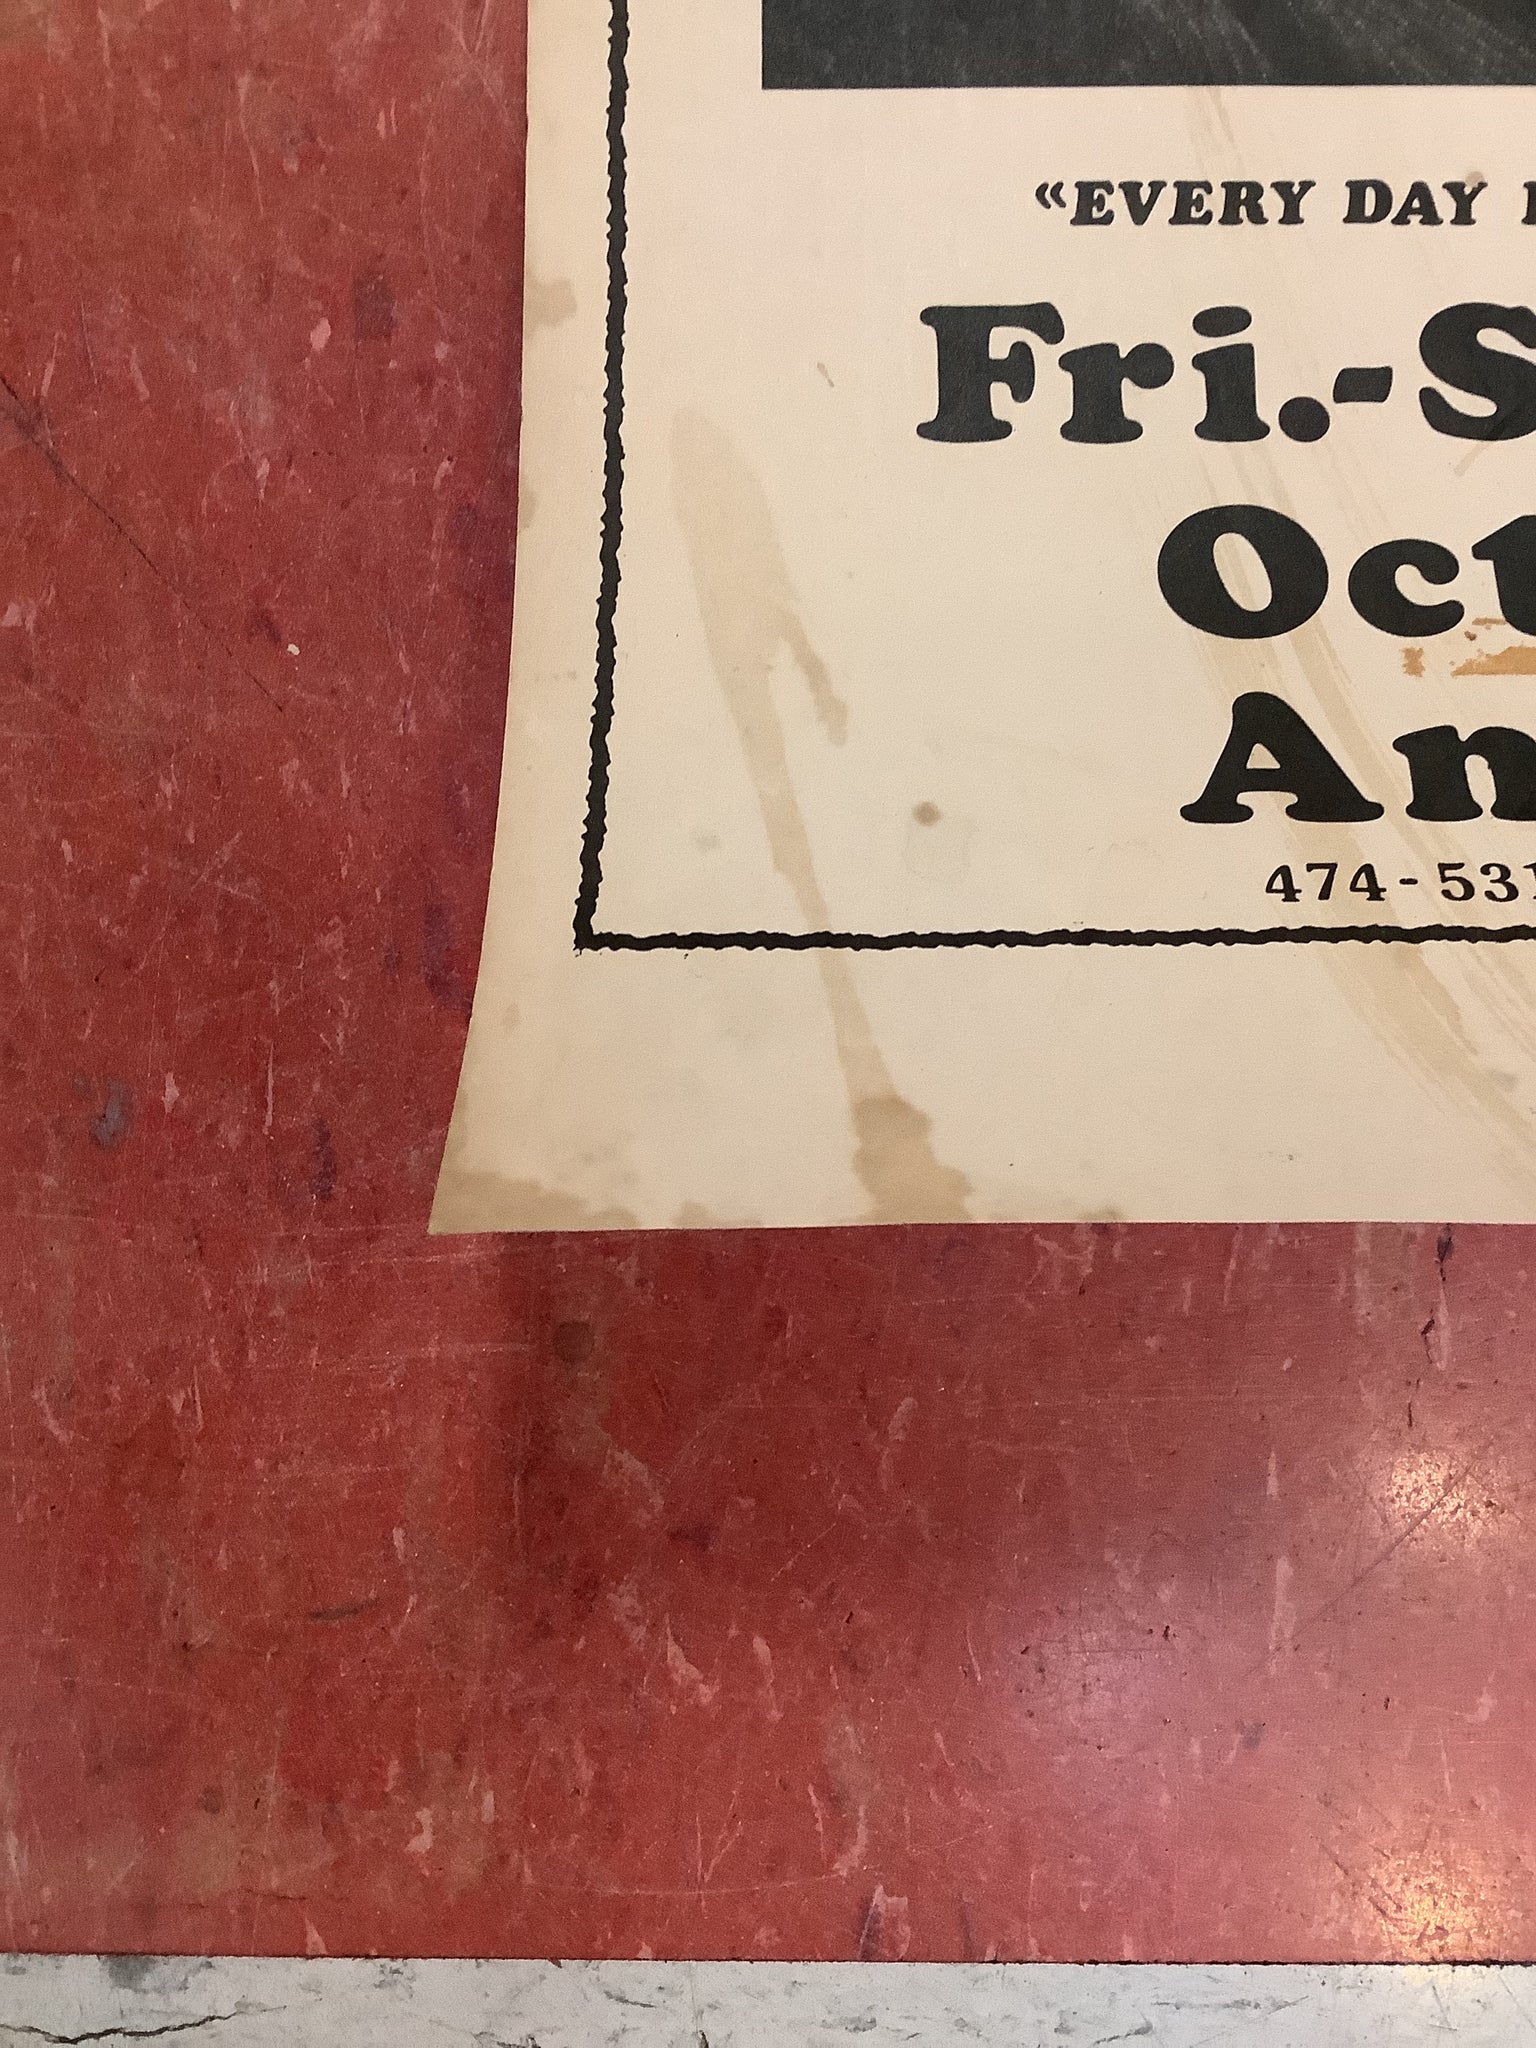 “EVERY DAY
Fri.-S
Oct
An
474-531